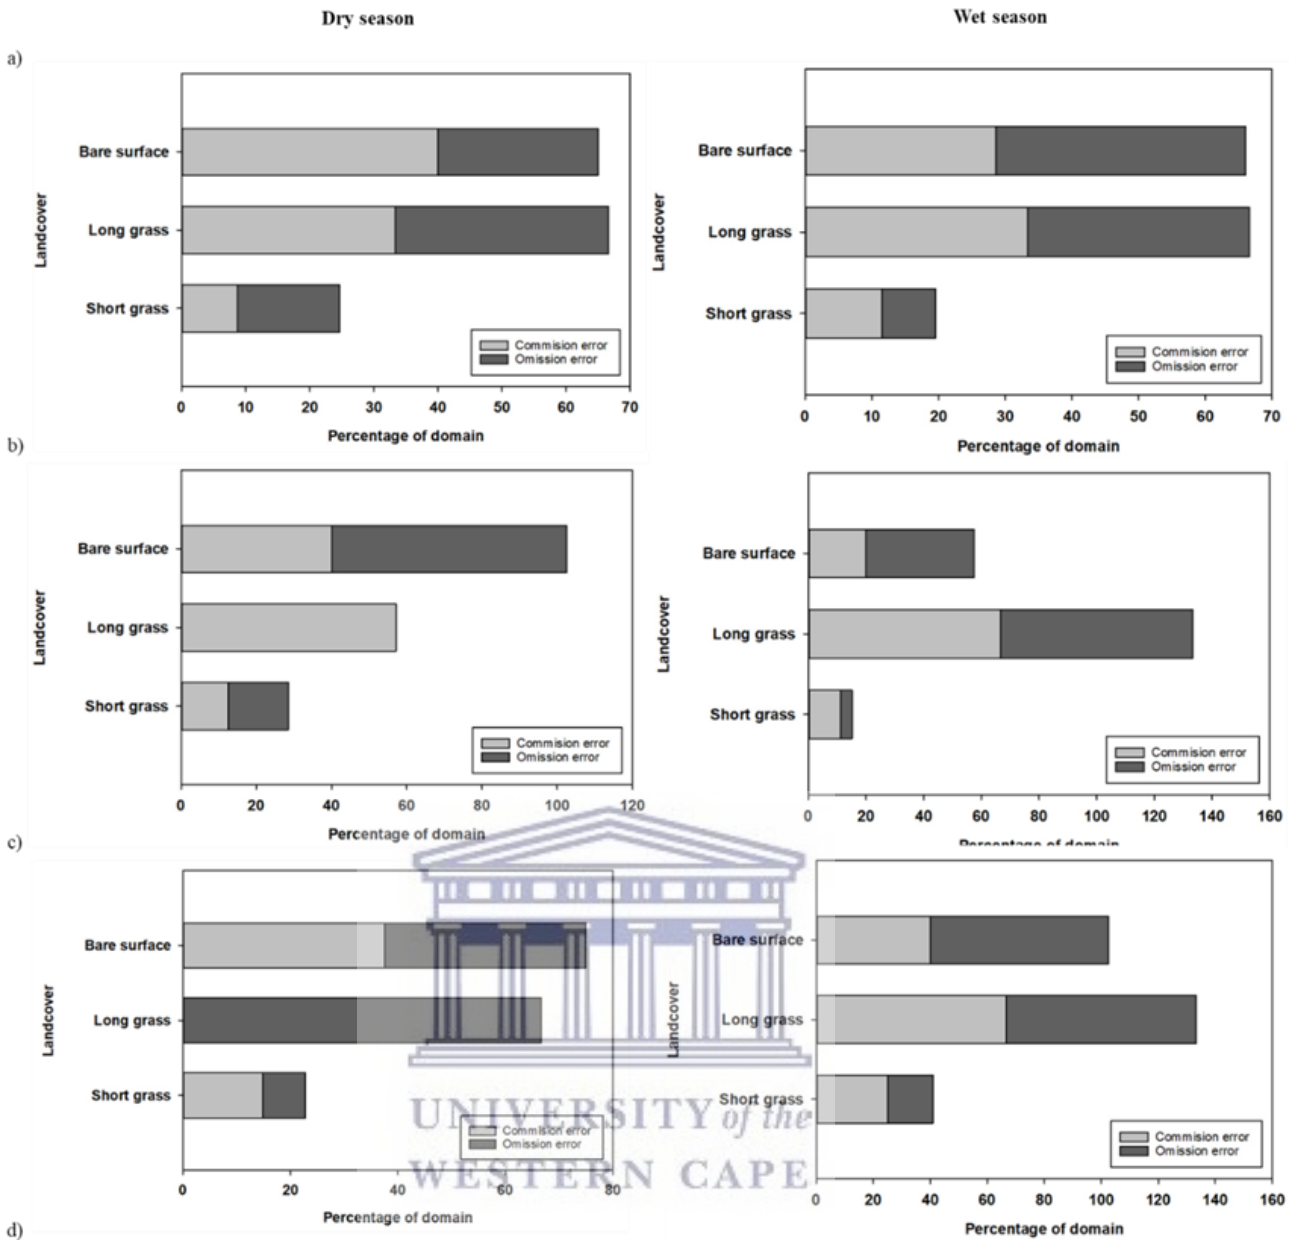 Dry season
Wet season
a)
Landcover
Bare surface
Long grass
Short grass
Commision error
Omission error
0 10 20 30 40 50 60 70
Percentage of domain
Landcover
Bare surface
Long grass
Short grass
Commission error
Omission error
0 10 20 30 40 50 60 70
Percentage of domain
b)
Landcover
Bare surface
Long grass
Short grass
Commision error
Omission error
0 20 40 60 80 100 120
Percentage of domain
Landcover
Bare surface
Long grass
Short grass
Commision error
Omission error
0 20 40 60 80 100 120 140 160
Percentage of domain
c)
Landcover
Bare surface
Long grass
Short grass
Commision error
Omission error
0 20 40 60 80
Percentage of domain
Landcover
Bare surface
Long grass
Short grass
Commission error
Omission error
0 20 40 60 80 100 120 140 160
Percentage of domain
UNIVERSITY of the
WESTERN CAPE
d)